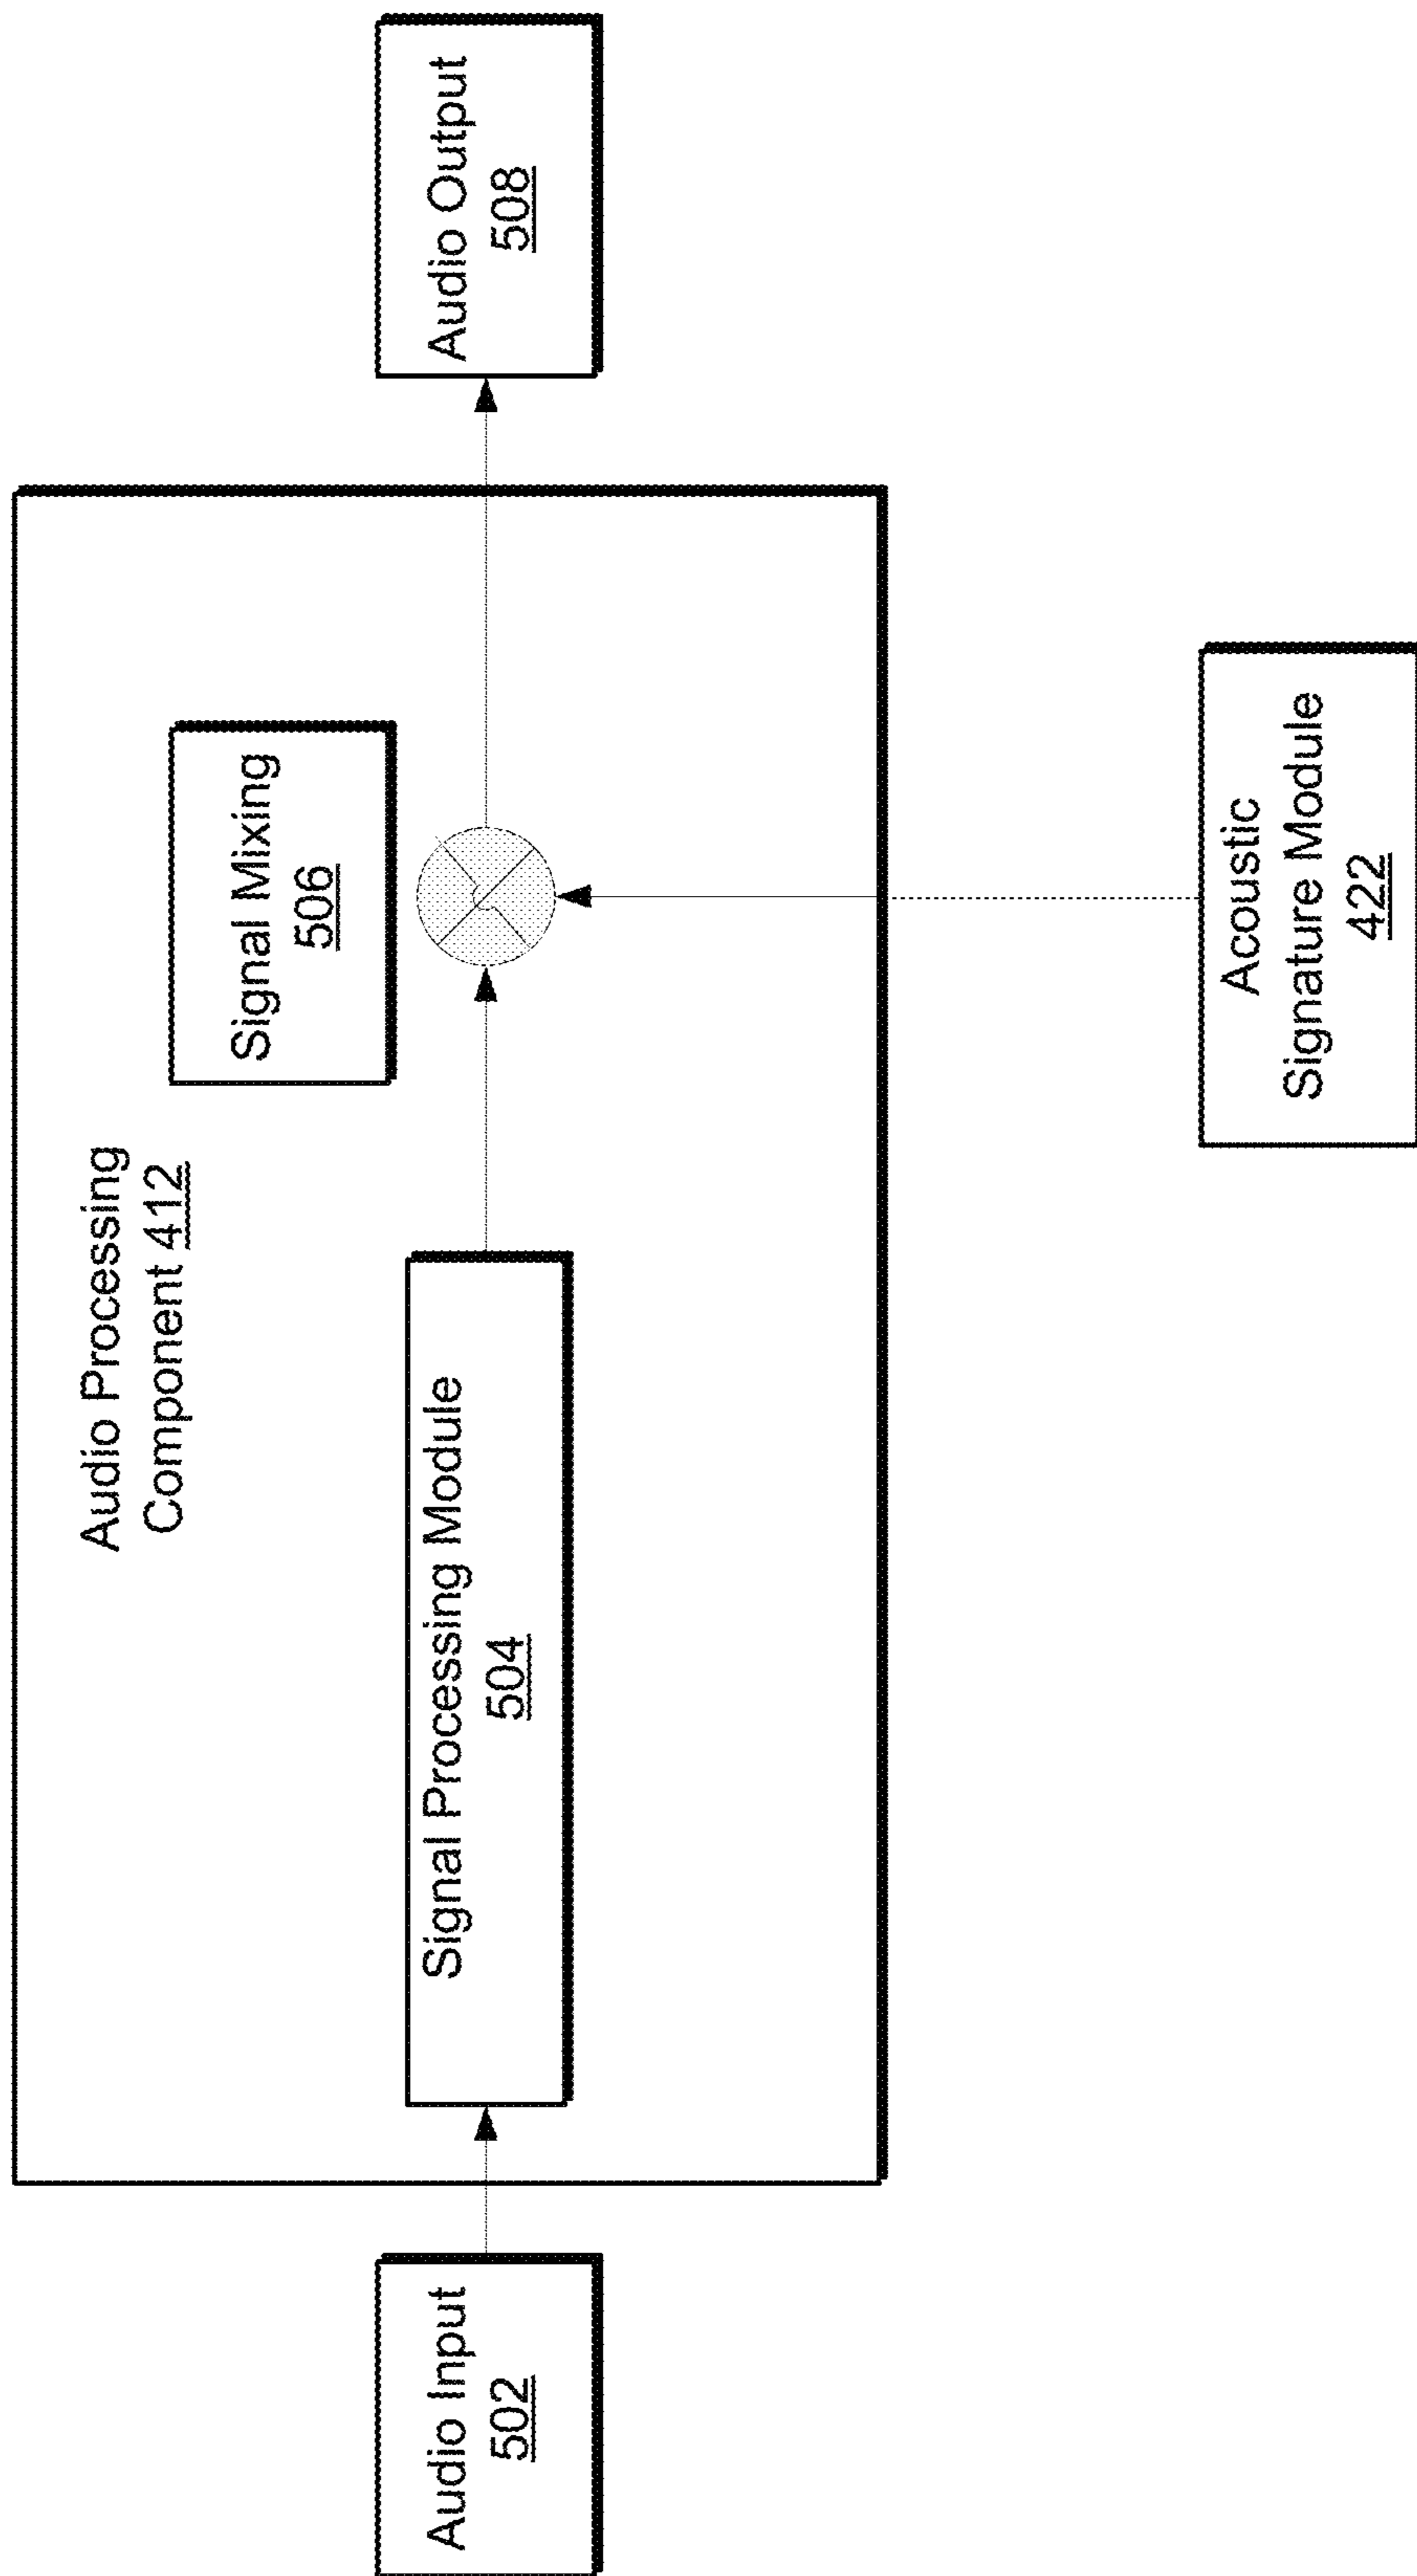 Audio Processing
Component 412
Signal Mixing
506
Audio Input
502
Signal Processing Module
504
Audio Output
508
Acoustic
Signature Module
422